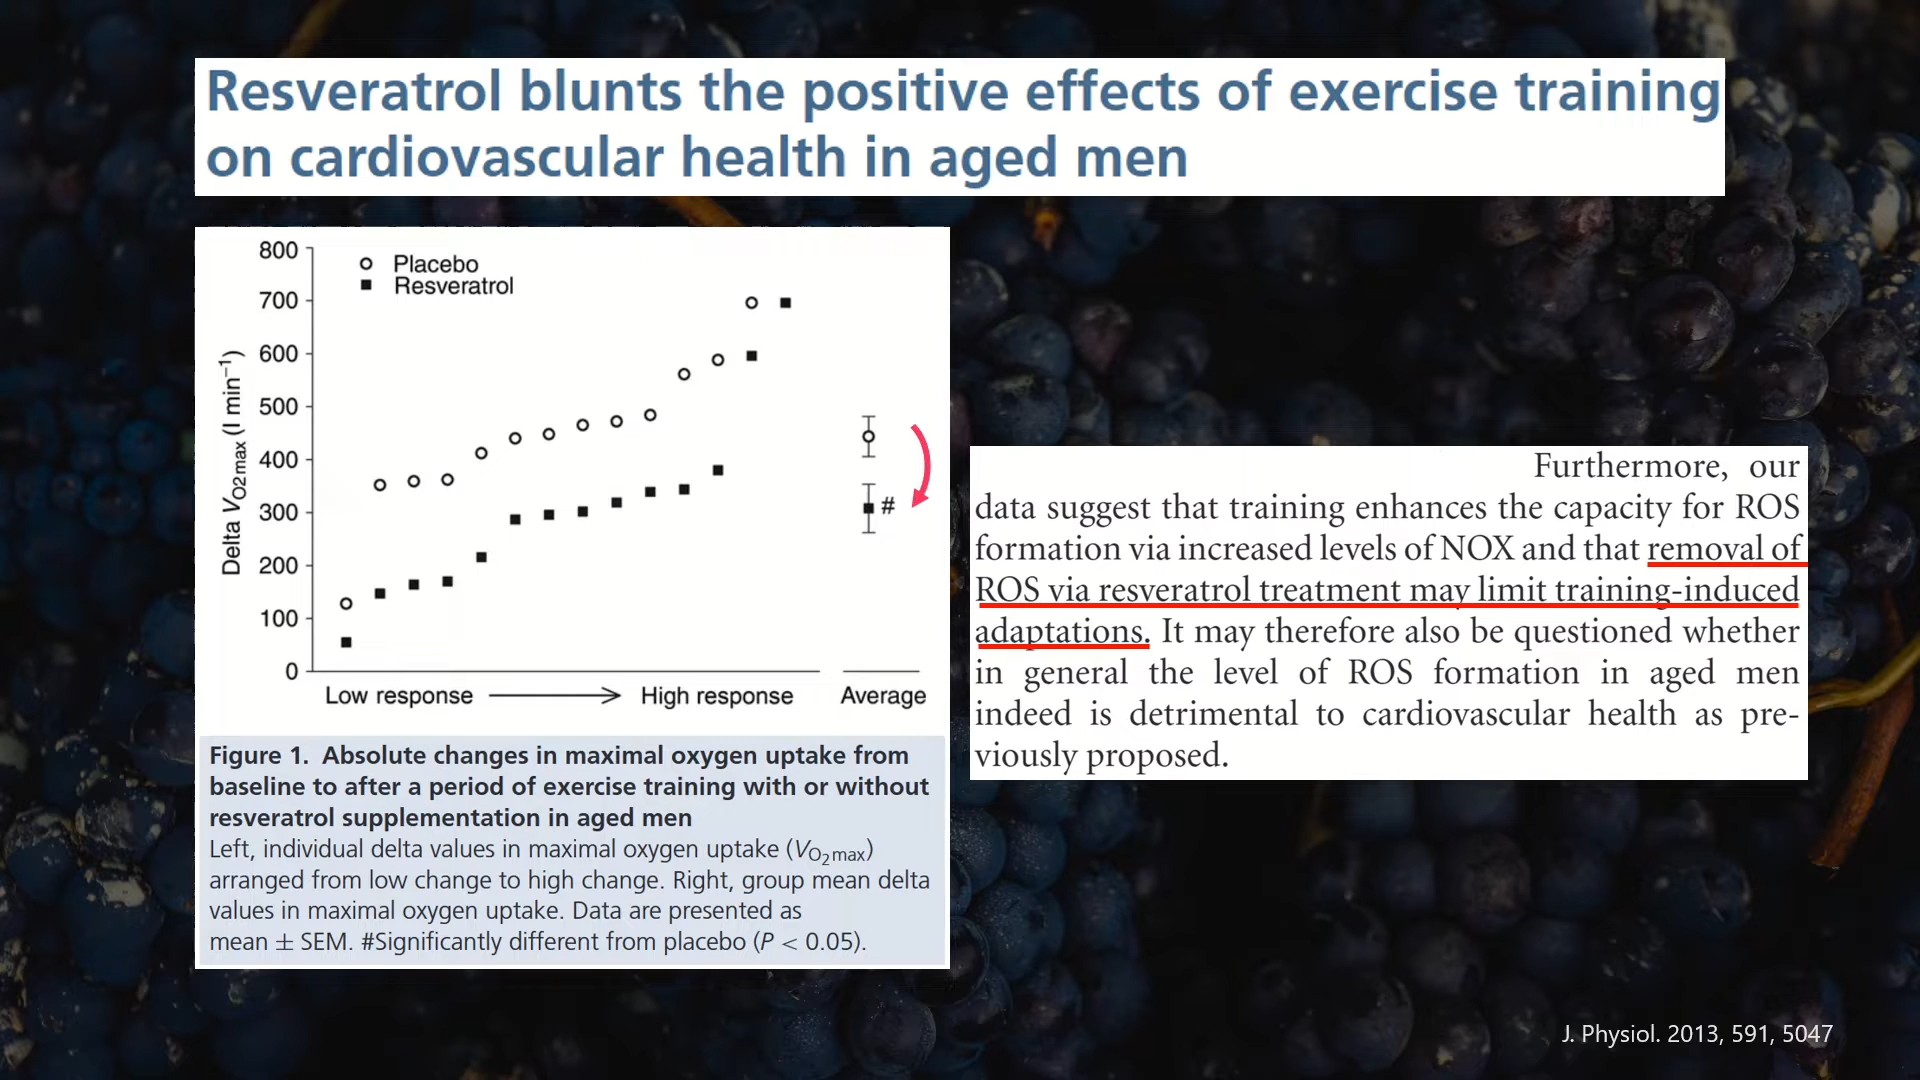 Resveratrol blunts the positive effects of exercise training
on cardiovascular health in aged men
800
700
600
500
400
300
200
100
0
Delta VO2max (l min⁻¹)
Placebo
Resveratrol
#
Low response
High response
Average
Figure 1. Absolute changes in maximal oxygen uptake from
baseline to after a period of exercise training with or without
resveratrol supplementation in aged men
Left, individual delta values in maximal oxygen uptake (VO₂max)
arranged from low change to high change. Right, group mean delta
values in maximal oxygen uptake. Data are presented as
mean ± SEM. #Significantly different from placebo (P < 0.05).
Furthermore, our
data suggest that training enhances the capacity for ROS
formation via increased levels of NOX and that removal of
ROS via resveratrol treatment may limit training-induced
adaptations. It may therefore also be questioned whether
in general the level of ROS formation in aged men
indeed is detrimental to cardiovascular health as pre-
viously proposed.
J. Physiol. 2013, 591, 5047